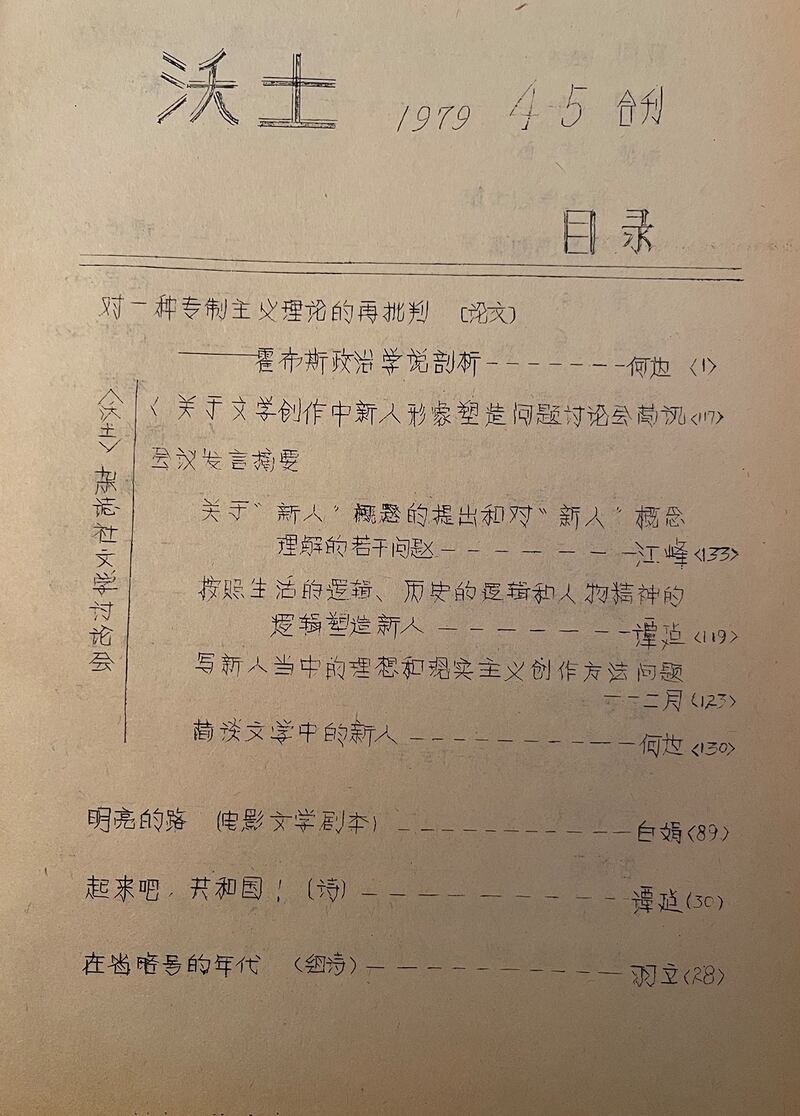 沃土 1979 4-5 合刊
目录
对一种专制主义理论的再批判 〔论文〕
——霍布斯政治学说剖析-------何边〈1〉
《沃土》杂志社文学讨论会
〈关于文学创作中新人形象塑造问题讨论会简讯〈117〉
会议发言摘要
关于“新人”概念的提出和对“新人”概念
理解的若干问题-------江峰〈133〉
按照生活的逻辑、历史的逻辑和人物精神的
逻辑塑造新人-------谭〈119〉
写新人当中的理想和现实主义创作方法问题
--二月〈123〉
简谈文学中的新人---------何边〈130〉
明亮的路 (电影文学剧本)---------白娟〈89〉
起来吧,共和国! (诗)---------谭(30)
在省略号的年代 (组诗)---------羽立〈28〉